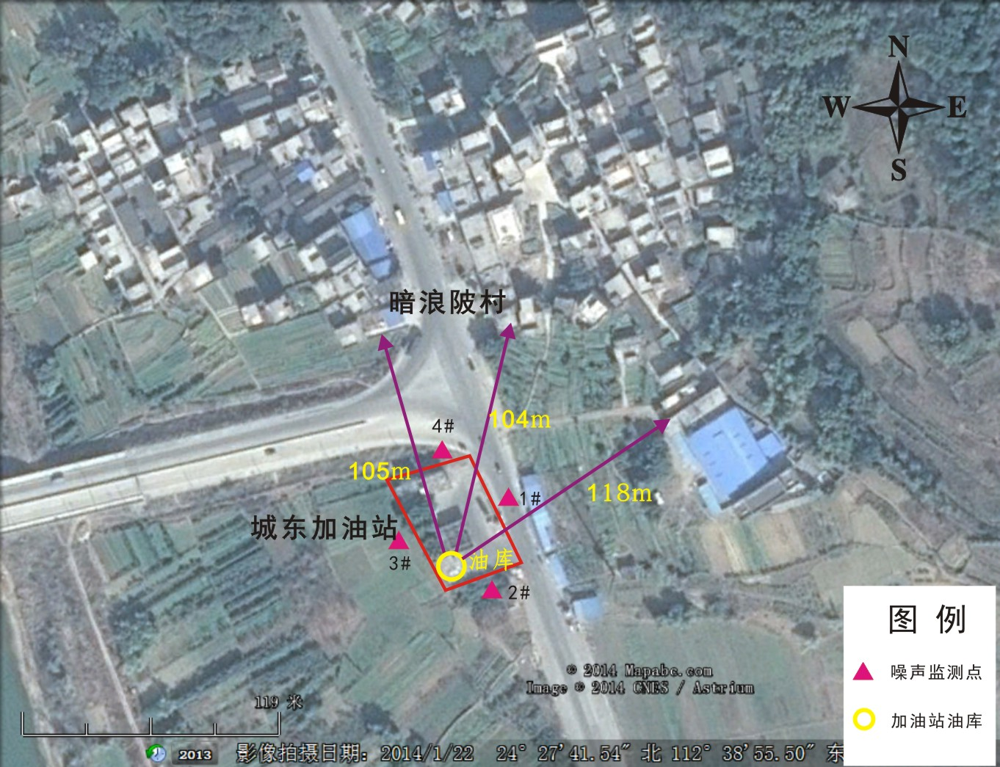 N
W E
S
暗浪陂村
104m
4#
105m
118m
1#
城东加油站
油库
3#
2#
图 例
噪声监测点
加油站油库
© 2014 Mapabc.com
Image © 2014 CNES / Astrium
119 米
2013
影像拍摄日期: 2014/1/22 24° 27′41.54″ 北 112° 38′55.50″ 东